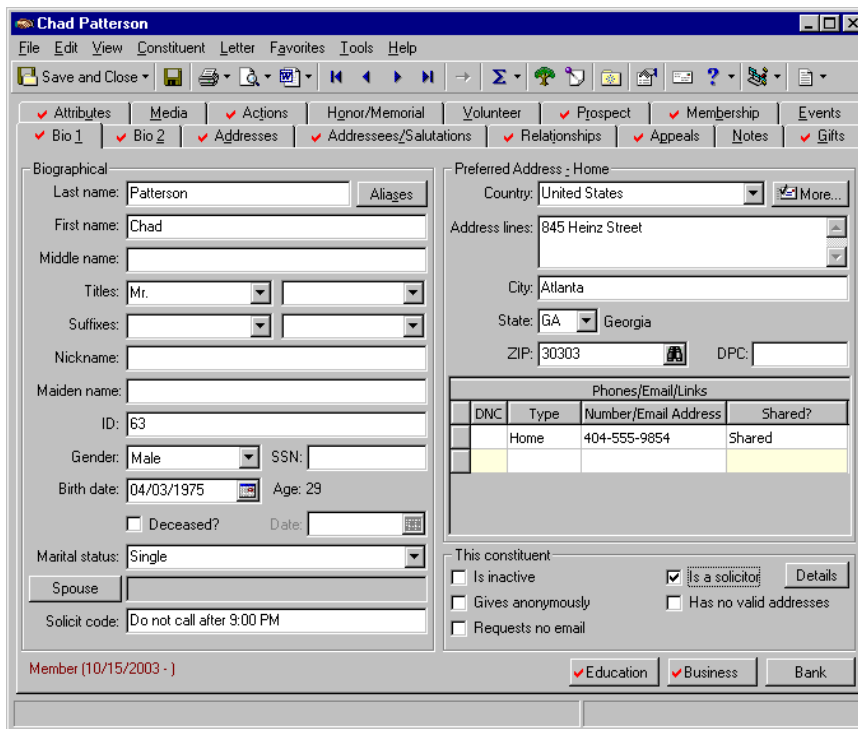 Chad Patterson
File Edit View Constituent Letter Favorites Tools Help
Save and Close
Attributes Media Actions Honor/Memorial Volunteer Prospect Membership Events
Bio 1 Bio 2 Addresses Addressees/Salutations Relationships Appeals Notes Gifts
Biographical
Last name: Patterson Aliases
First name: Chad
Middle name:
Titles: Mr.
Suffixes:
Nickname:
Maiden name:
ID: 63
Gender: Male SSN:
Birth date: 04/03/1975 Age: 29
Deceased? Date:
Marital status: Single
Spouse
Solicit code: Do not call after 9:00 PM
Preferred Address - Home
Country: United States More...
Address lines: 845 Heinz Street
City: Atlanta
State: GA Georgia
ZIP: 30303 DPC:
Phones/Email/Links
DNC Type Number/Email Address Shared?
Home 404-555-9854 Shared
This constituent
Is inactive Is a solicitor Details
Gives anonymously Has no valid addresses
Requests no email
Member (10/15/2003 - ) Education Business Bank